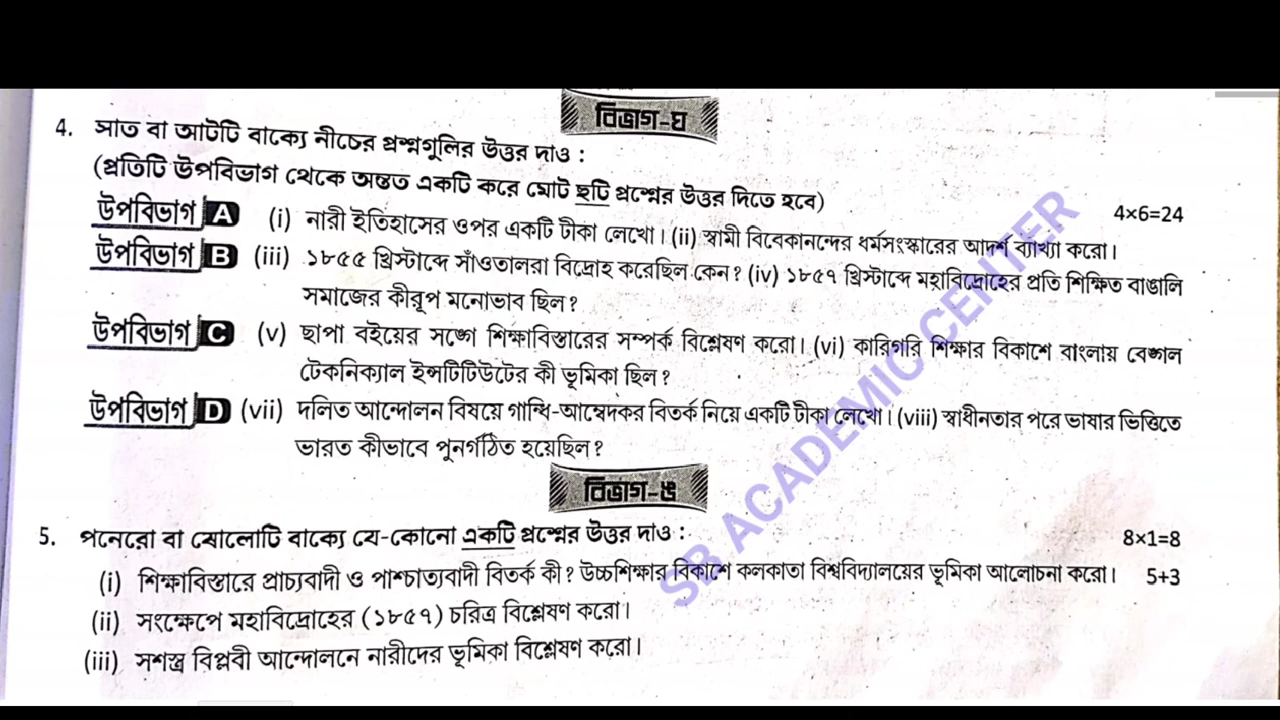 বিভাগ-ঘ
4. সাত বা আটটি বাক্যে নীচের প্রশ্নগুলির উত্তর দাও :
(প্রতিটি উপবিভাগ থেকে অন্তত একটি করে মোট ছটি প্রশ্নের উত্তর দিতে হবে) 4×6=24
উপবিভাগ A (i) নারী ইতিহাসের ওপর একটি টীকা লেখো। (ii) স্বামী বিবেকানন্দের ধর্মসংস্কারের আদর্শ ব্যাখ্যা করো।
উপবিভাগ B (iii) ১৮৫৫ খ্রিস্টাব্দে সাঁওতালরা বিদ্রোহ করেছিল কেন? (iv) ১৮৫৭ খ্রিস্টাব্দে মহাবিদ্রোহের প্রতি শিক্ষিত বাঙালি
সমাজের কীরূপ মনোভাব ছিল?
উপবিভাগ C (v) ছাপা বইয়ের সঙ্গে শিক্ষাবিস্তারের সম্পর্ক বিশ্লেষণ করো। (vi) কারিগরি শিক্ষার বিকাশে বাংলায় বেঙ্গল
টেকনিক্যাল ইন্সটিটিউটের কী ভূমিকা ছিল?
উপবিভাগ D (vii) দলিত আন্দোলন বিষয়ে গান্ধি-আম্বেদকর বিতর্ক নিয়ে একটি টীকা লেখো। (viii) স্বাধীনতার পরে ভাষার ভিত্তিতে
ভারত কীভাবে পুনর্গঠিত হয়েছিল?
বিভাগ-ঙ
5. পনেরো বা ষোলোটি বাক্যে যে-কোনো একটি প্রশ্নের উত্তর দাও : 8×1=8
(i) শিক্ষাবিস্তারে প্রাচ্যবাদী ও পাশ্চাত্যবাদী বিতর্ক কী? উচ্চশিক্ষার বিকাশে কলকাতা বিশ্ববিদ্যালয়ের ভূমিকা আলোচনা করো। 5+3
(ii) সংক্ষেপে মহাবিদ্রোহের (১৮৫৭) চরিত্র বিশ্লেষণ করো।
(iii) সশস্ত্র বিপ্লবী আন্দোলনে নারীদের ভূমিকা বিশ্লেষণ করো।
SB ACADEMIC CENTER